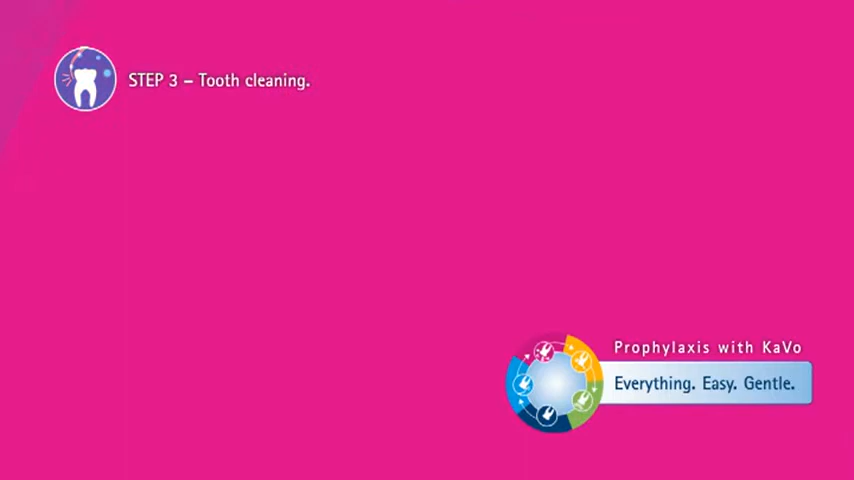 STEP 3 – Tooth cleaning.
Prophylaxis with KaVo
Everything. Easy. Gentle.